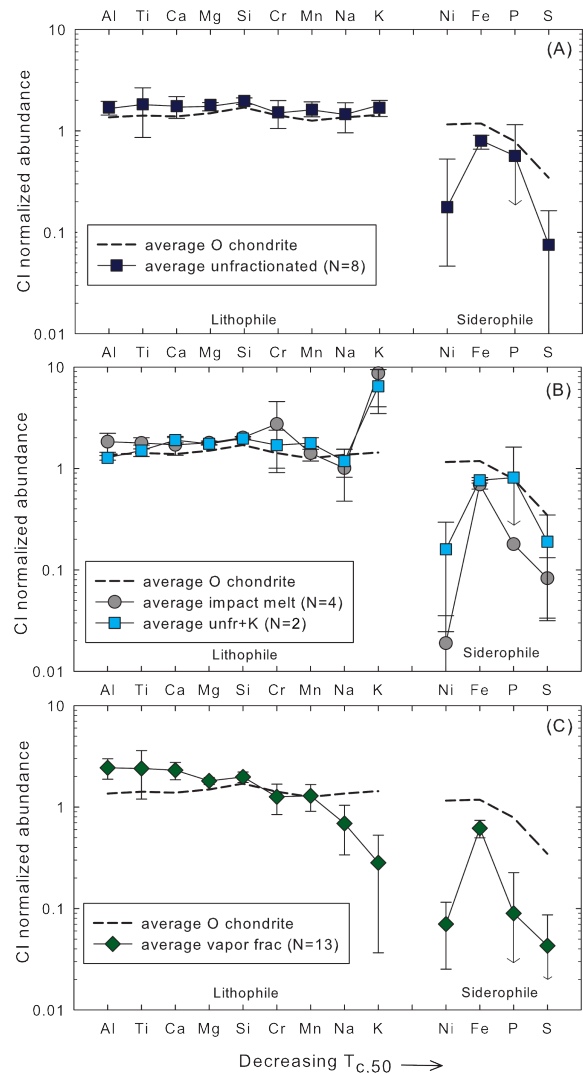 Al Ti Ca Mg Si Cr Mn Na K Ni Fe P S
10
(A)
1
CI normalized abundance
0.1
average O chondrite
average unfractionated (N=8)
Lithophile Siderophile
0.01
Al Ti Ca Mg Si Cr Mn Na K Ni Fe P S
10
(B)
1
CI normalized abundance
0.1
average O chondrite
average impact melt (N=4)
average unfr+K (N=2)
Lithophile Siderophile
0.01
Al Ti Ca Mg Si Cr Mn Na K Ni Fe P S
10
(C)
1
CI normalized abundance
0.1
average O chondrite
average vapor frac (N=13)
Lithophile Siderophile
0.01
Al Ti Ca Mg Si Cr Mn Na K Ni Fe P S
Decreasing Tc,50 →